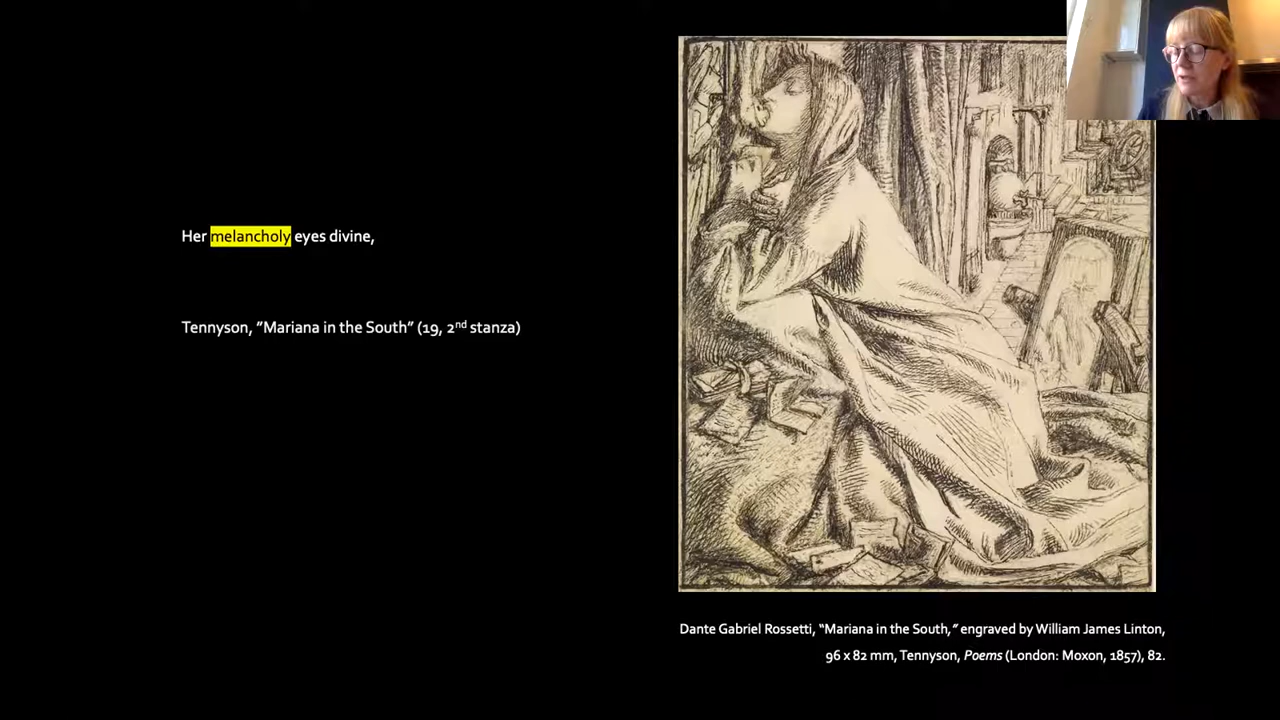 Her melancholy eyes divine,
Tennyson, ”Mariana in the South” (19, 2nd stanza)
Dante Gabriel Rossetti, “Mariana in the South,” engraved by William James Linton,
96 x 82 mm, Tennyson, Poems (London: Moxon, 1857), 82.